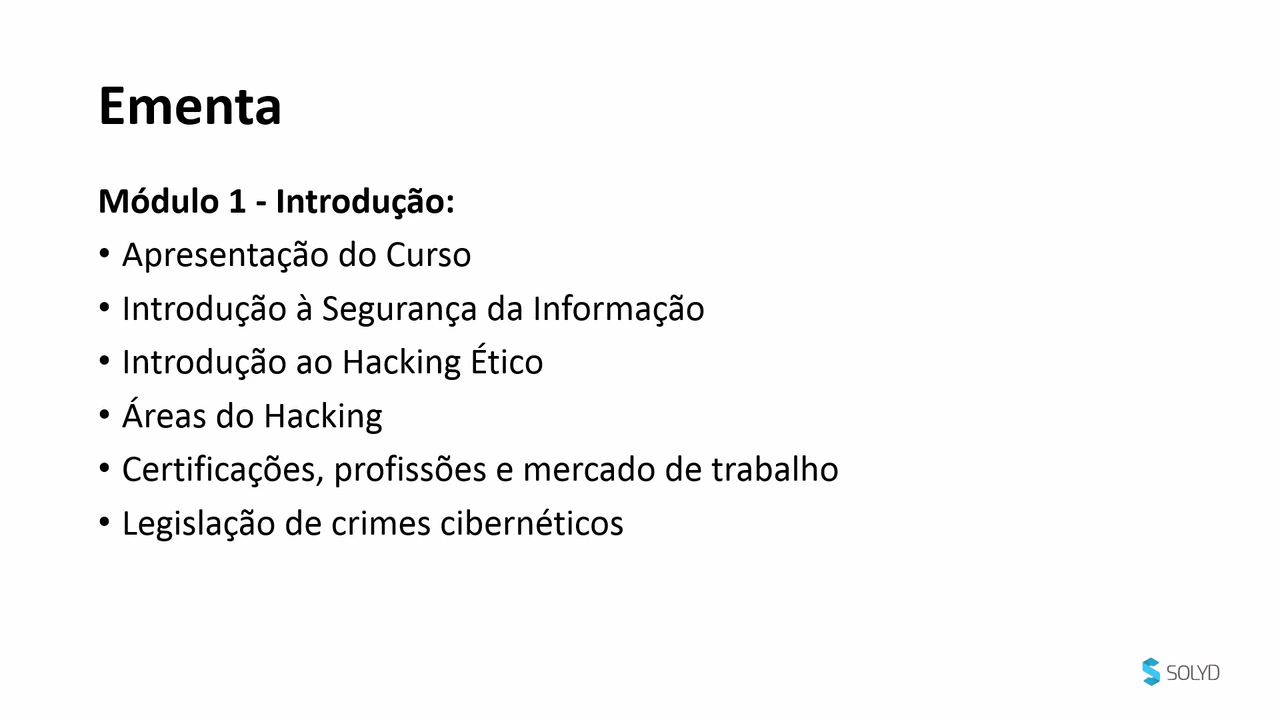 Ementa
Módulo 1 - Introdução:
• Apresentação do Curso
• Introdução à Segurança da Informação
• Introdução ao Hacking Ético
• Áreas do Hacking
• Certificações, profissões e mercado de trabalho
• Legislação de crimes cibernéticos
SOLYD